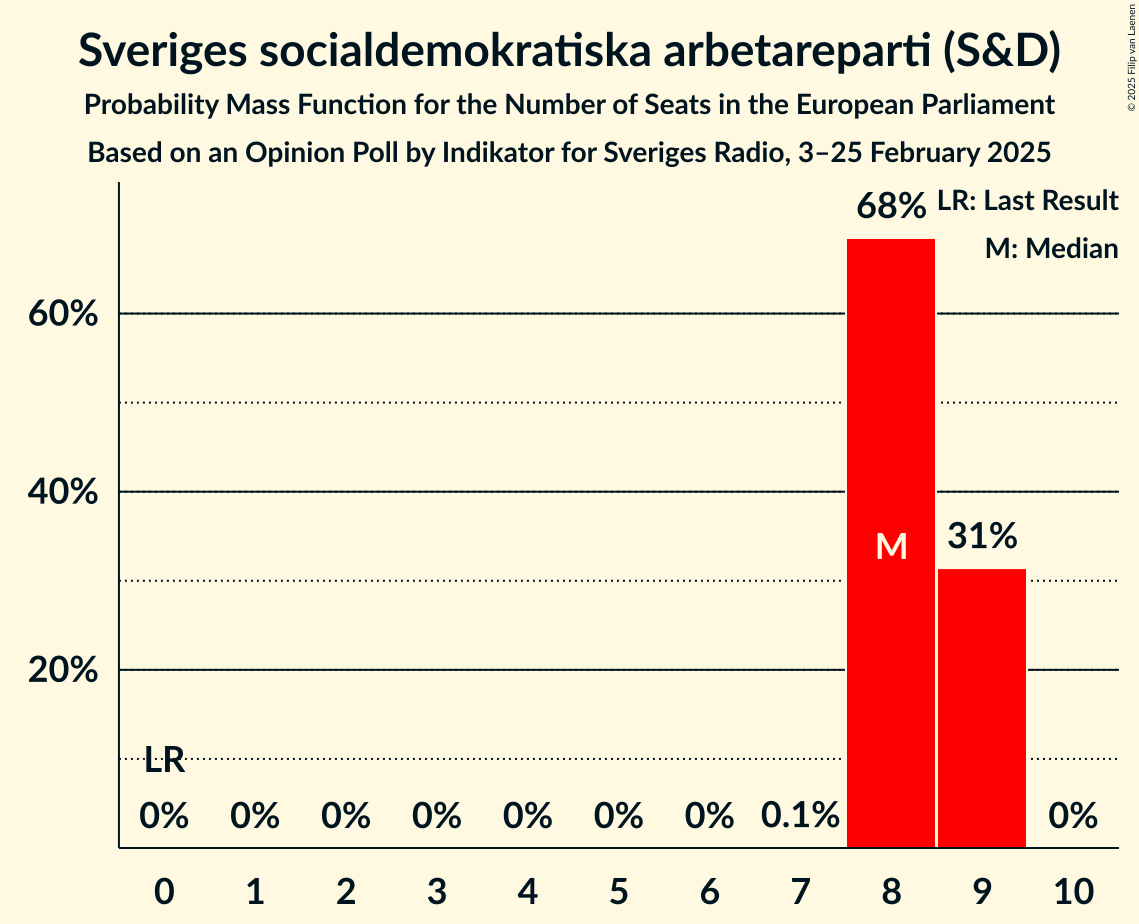 Sveriges socialdemokratiska arbetareparti (S&D)
Probability Mass Function for the Number of Seats in the European Parliament
Based on an Opinion Poll by Indikator for Sveriges Radio, 3–25 February 2025
© 2025 Filip van Laenen
68%
LR: Last Result
M: Median
60%
40%
M
31%
20%
LR
0% 0% 0% 0% 0% 0% 0% 0.1% 0%
0 1 2 3 4 5 6 7 8 9 10